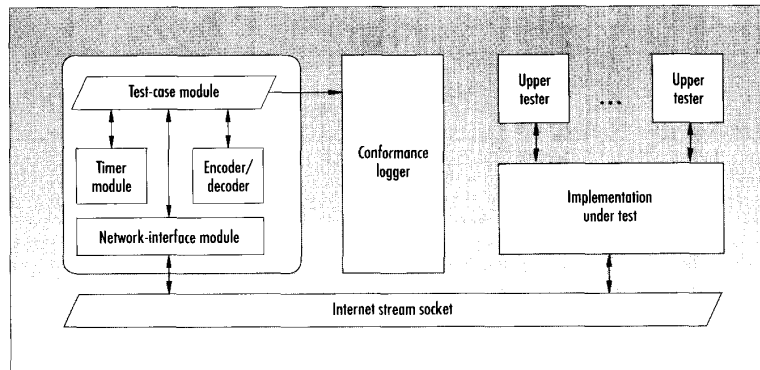 Test-case module
Timer
module
Encoder/
decoder
Network-interface module
Conformance
logger
Upper
tester
...
Upper
tester
Implementation
under test
Internet stream socket